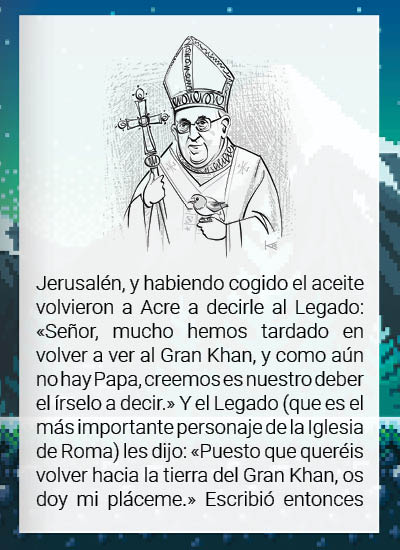 Jerusalén, y habiendo cogido el aceite
volvieron a Acre a decirle al Legado:
«Señor, mucho hemos tardado en
volver a ver al Gran Khan, y como aún
no hay Papa, creemos es nuestro deber
el írselo a decir.» Y el Legado (que es el
más importante personaje de la Iglesia
de Roma) les dijo: «Puesto que queréis
volver hacia la tierra del Gran Khan, os
doy mi pláceme.» Escribió entonces